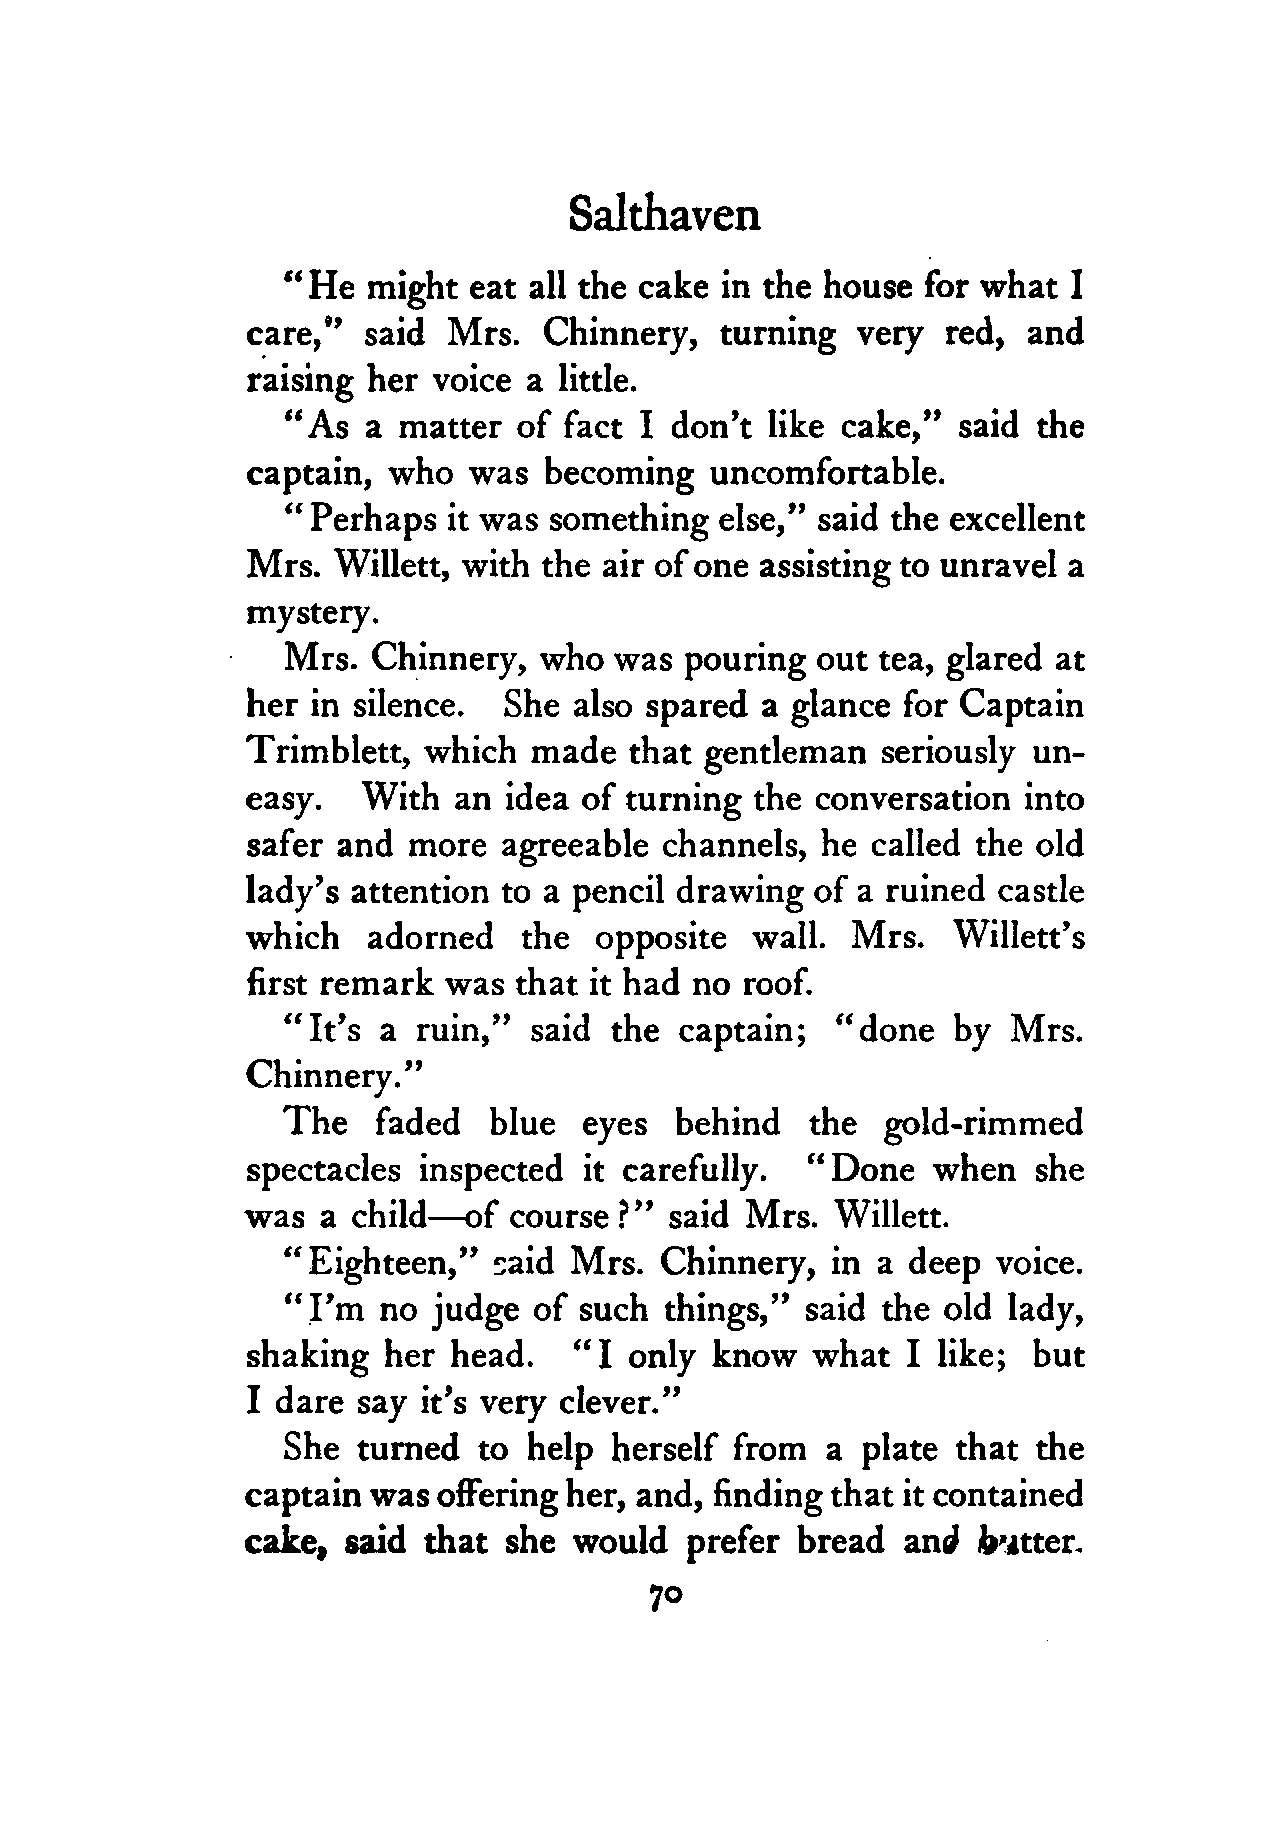 Salthaven
"He might eat all the cake in the house for what I
care," said Mrs. Chinnery, turning very red, and
raising her voice a little.
"As a matter of fact I don't like cake," said the
captain, who was becoming uncomfortable.
"Perhaps it was something else," said the excellent
Mrs. Willett, with the air of one assisting to unravel a
mystery.
Mrs. Chinnery, who was pouring out tea, glared at
her in silence. She also spared a glance for Captain
Trimblett, which made that gentleman seriously un-
easy. With an idea of turning the conversation into
safer and more agreeable channels, he called the old
lady's attention to a pencil drawing of a ruined castle
which adorned the opposite wall. Mrs. Willett's
first remark was that it had no roof.
"It's a ruin," said the captain; "done by Mrs.
Chinnery."
The faded blue eyes behind the gold-rimmed
spectacles inspected it carefully. "Done when she
was a child—of course?" said Mrs. Willett.
"Eighteen," said Mrs. Chinnery, in a deep voice.
"I'm no judge of such things," said the old lady,
shaking her head. "I only know what I like; but
I dare say it's very clever."
She turned to help herself from a plate that the
captain was offering her, and, finding that it contained
cake, said that she would prefer bread and butter.
70